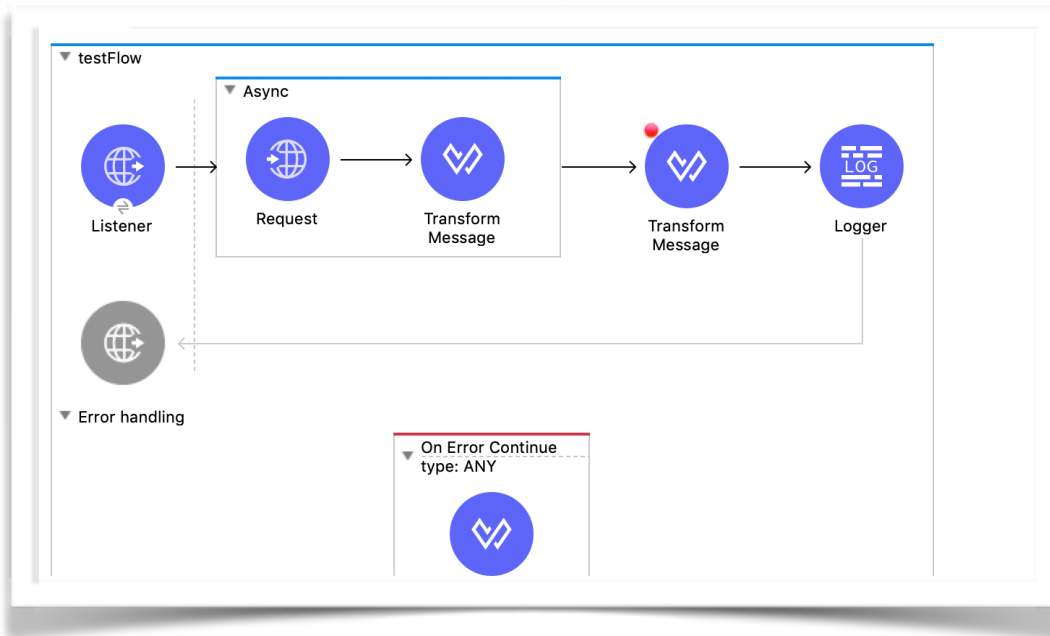 testFlow
Async
Listener
Request
Transform
Message
Transform
Message
LOG
Logger
Error handling
On Error Continue
type: ANY